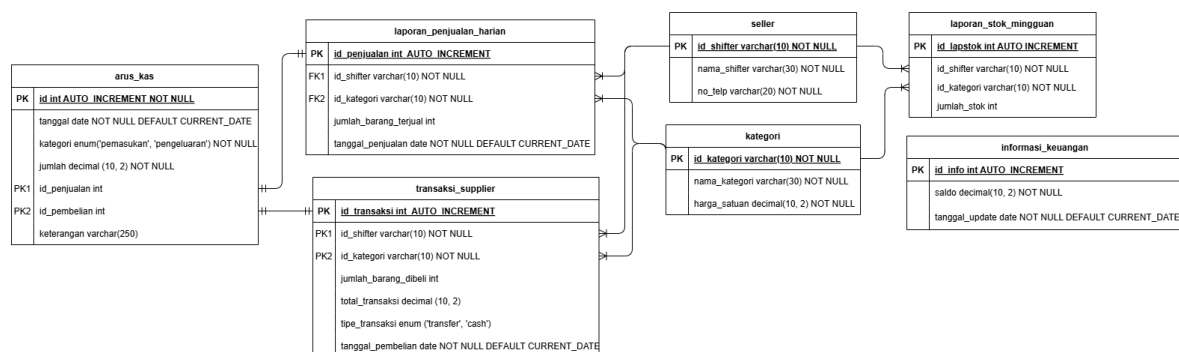 arus_kas
PK id int AUTO_INCREMENT NOT NULL
tanggal date NOT NULL DEFAULT CURRENT_DATE
kategori enum('pemasukan', 'pengeluaran') NOT NULL
jumlah decimal (10, 2) NOT NULL
PK1 id_penjualan int
PK2 id_pembelian int
keterangan varchar(250)
laporan_penjualan_harian
PK id_penjualan int AUTO_INCREMENT
FK1 id_shifter varchar(10) NOT NULL
FK2 id_kategori varchar(10) NOT NULL
jumlah_barang_terjual int
tanggal_penjualan date NOT NULL DEFAULT CURRENT_DATE
transaksi_supplier
PK id_transaksi int AUTO_INCREMENT
PK1 id_shifter varchar(10) NOT NULL
PK2 id_kategori varchar(10) NOT NULL
jumlah_barang_dibeli int
total_transaksi decimal (10, 2)
tipe_transaksi enum ('transfer', 'cash')
tanggal_pembelian date NOT NULL DEFAULT CURRENT_DATE
seller
PK id_shifter varchar(10) NOT NULL
nama_shifter varchar(30) NOT NULL
no_telp varchar(20) NOT NULL
kategori
PK id_kategori varchar(10) NOT NULL
nama_kategori varchar(30) NOT NULL
harga_satuan decimal(10, 2) NOT NULL
laporan_stok_mingguan
PK id_lapstok int AUTO INCREMENT
id_shifter varchar(10) NOT NULL
id_kategori varchar(10) NOT NULL
jumlah_stok int
informasi_keuangan
PK id_info int AUTO_INCREMENT
saldo decimal(10, 2) NOT NULL
tanggal_update date NOT NULL DEFAULT CURRENT_DATE